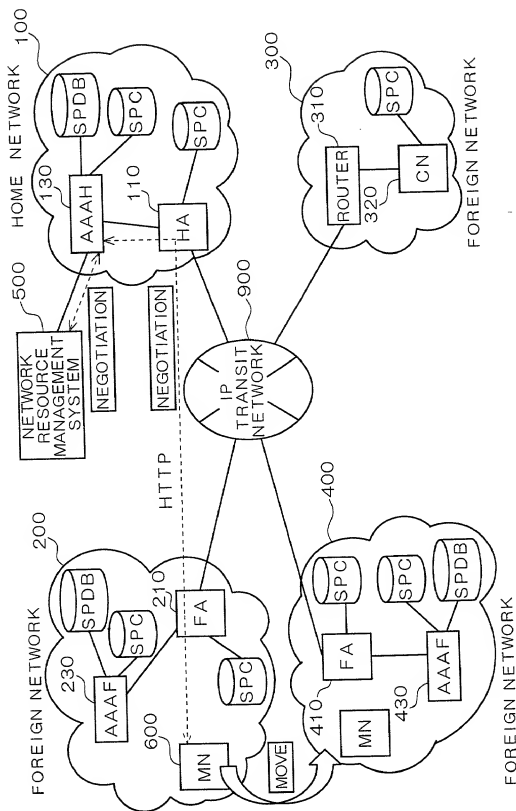 HOME NETWORK
100
SPDB
SPC
SPC
130
AAAH
110
HA
500
NETWORK
RESOURCE
MANAGEMENT
SYSTEM
NEGOTIATION
NEGOTIATION
HTTP
300
310
ROUTER
SPC
320
CN
FOREIGN NETWORK
900
IP
TRANSIT
NETWORK
FOREIGN NETWORK
200
SPDB
SPC
230
AAAF
210
FA
SPC
600
MN
MOVE
400
SPC
SPC
SPDB
FA
410
AAAF
430
MN
FOREIGN NETWORK